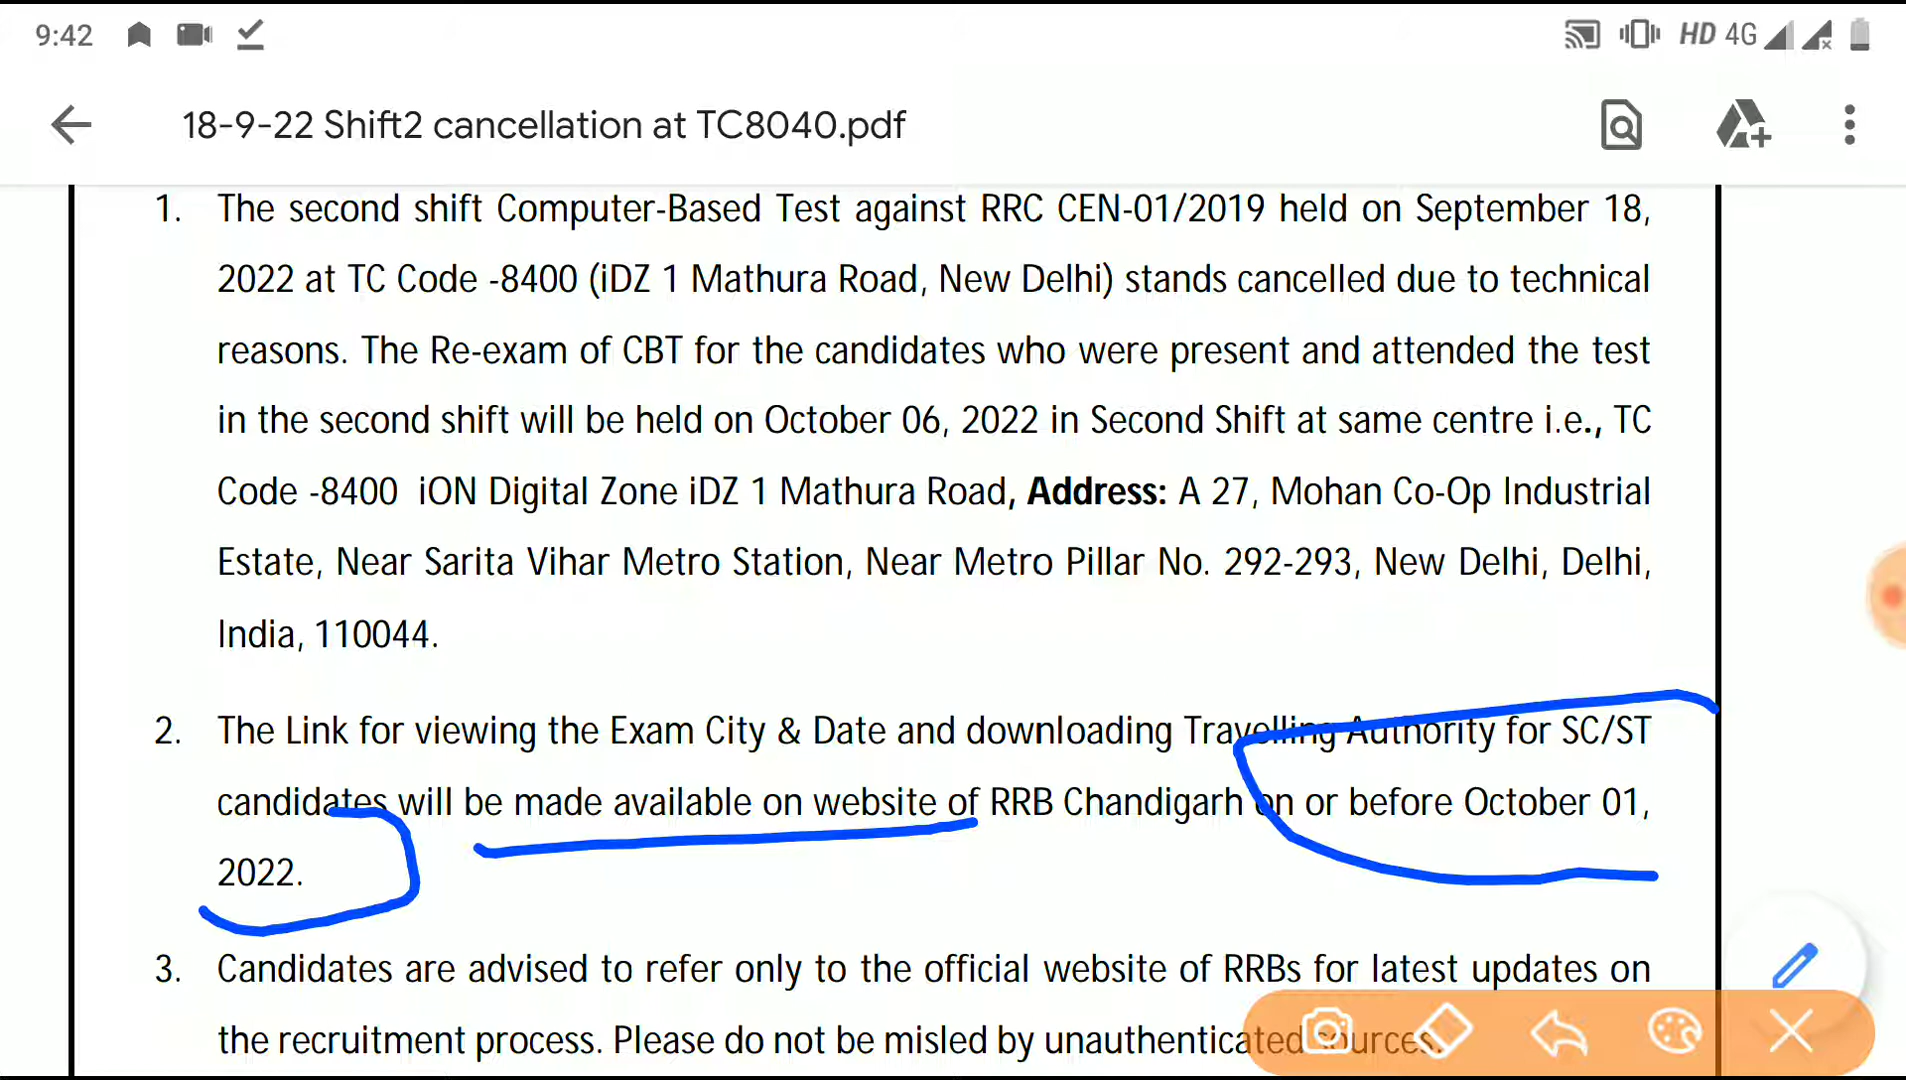 9:42 HD 4G
18-9-22 Shift2 cancellation at TC8040.pdf
1. The second shift Computer-Based Test against RRC CEN-01/2019 held on September 18,
2022 at TC Code -8400 (iDZ 1 Mathura Road, New Delhi) stands cancelled due to technical
reasons. The Re-exam of CBT for the candidates who were present and attended the test
in the second shift will be held on October 06, 2022 in Second Shift at same centre i.e., TC
Code -8400 iON Digital Zone iDZ 1 Mathura Road, Address: A 27, Mohan Co-Op Industrial
Estate, Near Sarita Vihar Metro Station, Near Metro Pillar No. 292-293, New Delhi, Delhi,
India, 110044.
2. The Link for viewing the Exam City & Date and downloading Travelling Authority for SC/ST
candidates will be made available on website of RRB Chandigarh on or before October 01,
2022.
3. Candidates are advised to refer only to the official website of RRBs for latest updates on
the recruitment process. Please do not be misled by unauthenticated sources.